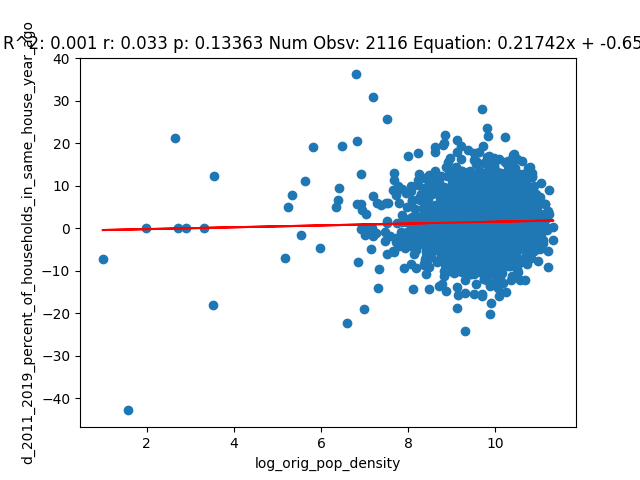 R^2: 0.001 r: 0.033 p: 0.13363 Num Obsv: 2116 Equation: 0.21742x + -0.65
d_2011_2019_percent_of_households_in_same_house_year_ago
40
30
20
10
0
−10
−20
−30
−40
2 4 6 8 10
log_orig_pop_density